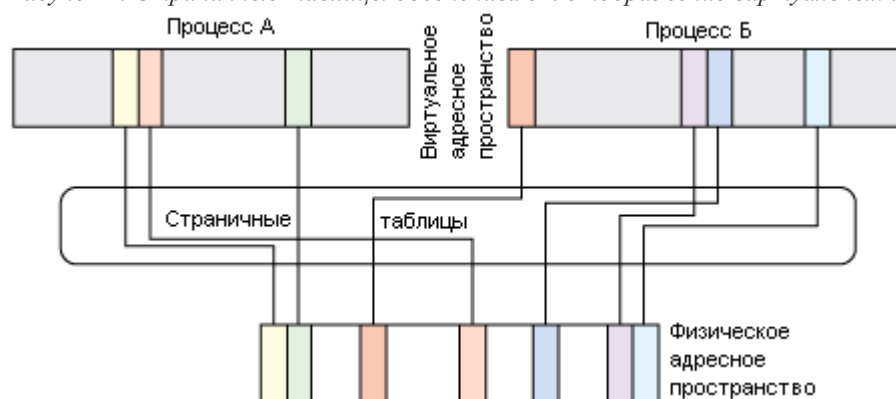 Процесс А
Процесс Б
Виртуальное
адресное
пространство
Страничные таблицы
Физическое
адресное
пространство